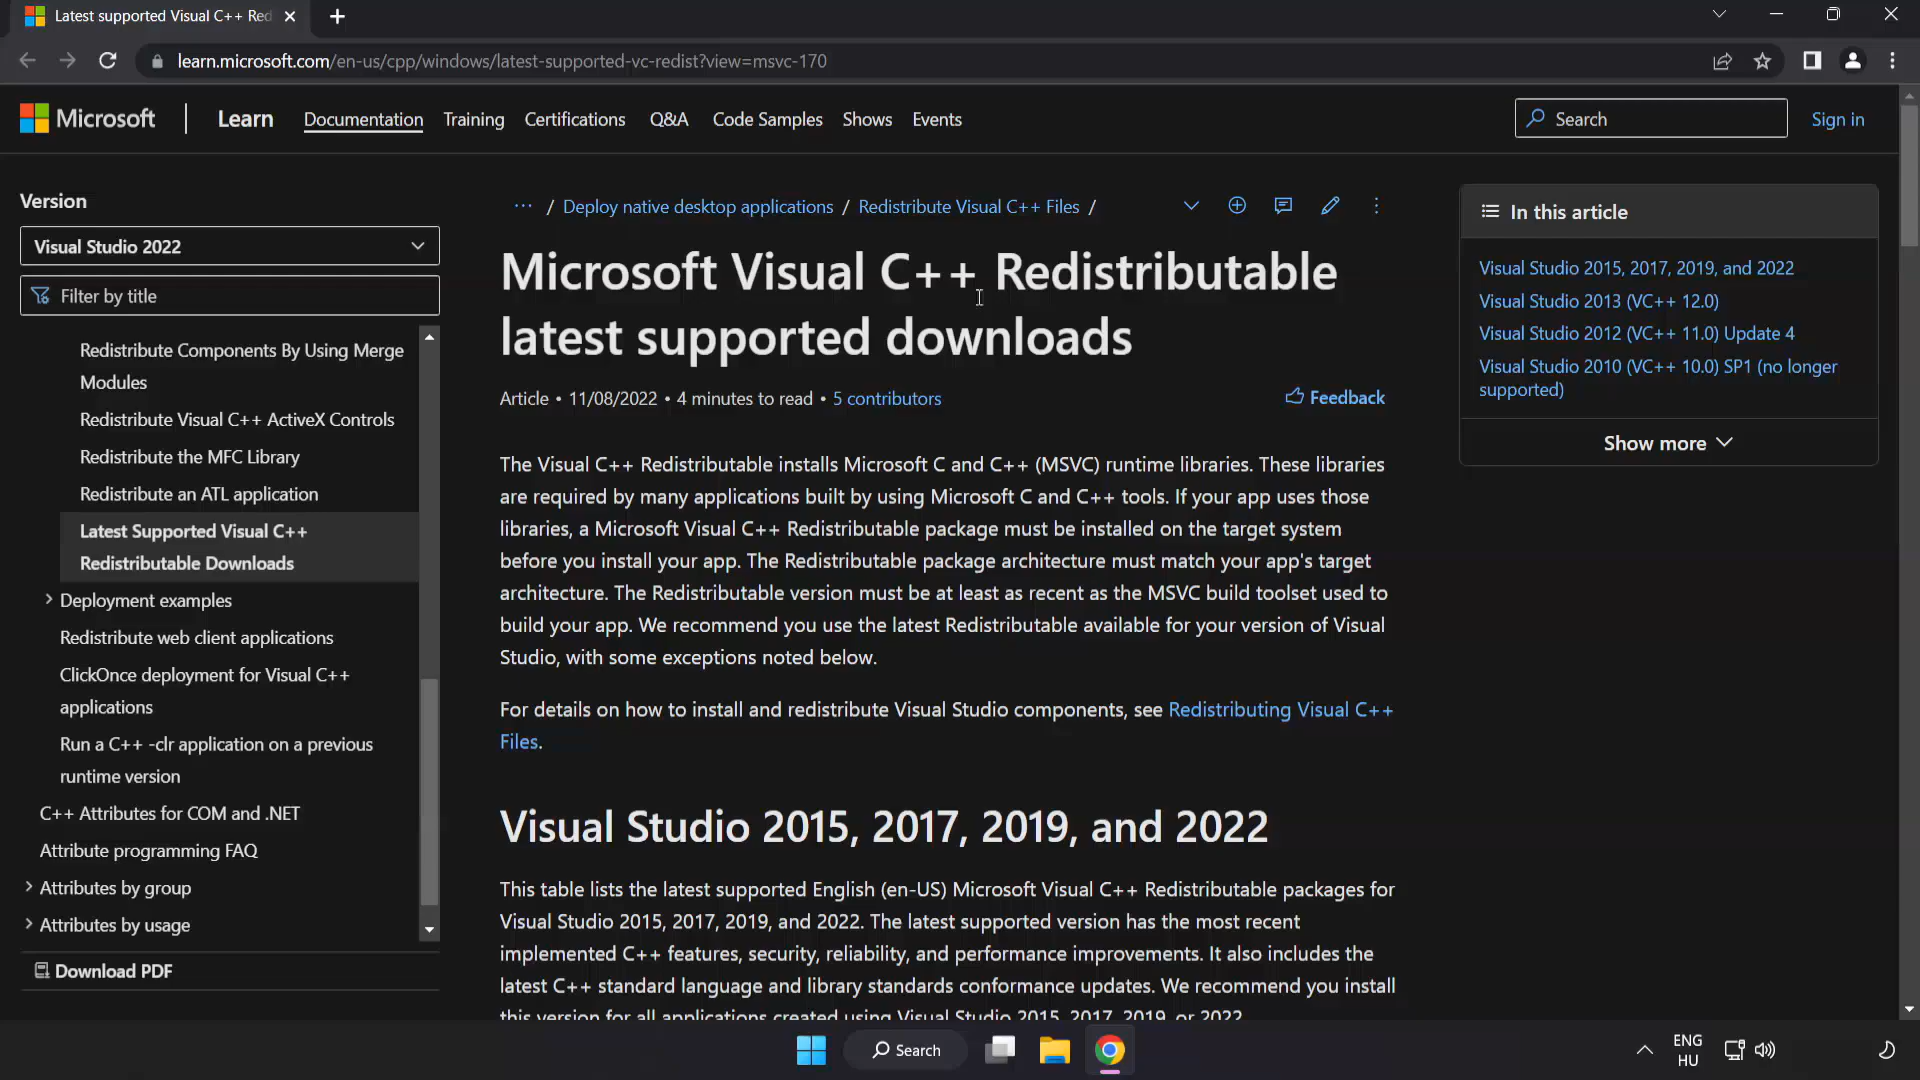 Latest supported Visual C++ Red
learn.microsoft.com/en-us/cpp/windows/latest-supported-vc-redist?view=msvc-170
Microsoft
Learn
Documentation
Training
Certifications
Q&A
Code Samples
Shows
Events
Search
Sign in
Version
Visual Studio 2022
Filter by title
Redistribute Components By Using Merge
Modules
Redistribute Visual C++ ActiveX Controls
Redistribute the MFC Library
Redistribute an ATL application
Latest Supported Visual C++
Redistributable Downloads
Deployment examples
Redistribute web client applications
ClickOnce deployment for Visual C++
applications
Run a C++ -clr application on a previous
runtime version
C++ Attributes for COM and .NET
Attribute programming FAQ
Attributes by group
Attributes by usage
Download PDF
··· / Deploy native desktop applications / Redistribute Visual C++ Files /
Microsoft Visual C++ Redistributable
latest supported downloads
Article • 11/08/2022 • 4 minutes to read • 5 contributors
Feedback
The Visual C++ Redistributable installs Microsoft C and C++ (MSVC) runtime libraries. These libraries
are required by many applications built by using Microsoft C and C++ tools. If your app uses those
libraries, a Microsoft Visual C++ Redistributable package must be installed on the target system
before you install your app. The Redistributable package architecture must match your app's target
architecture. The Redistributable version must be at least as recent as the MSVC build toolset used to
build your app. We recommend you use the latest Redistributable available for your version of Visual
Studio, with some exceptions noted below.
For details on how to install and redistribute Visual Studio components, see Redistributing Visual C++
Files.
Visual Studio 2015, 2017, 2019, and 2022
This table lists the latest supported English (en-US) Microsoft Visual C++ Redistributable packages for
Visual Studio 2015, 2017, 2019, and 2022. The latest supported version has the most recent
implemented C++ features, security, reliability, and performance improvements. It also includes the
latest C++ standard language and library standards conformance updates. We recommend you install
this version for all applications created using Visual Studio 2015, 2017, 2019, or 2022.
In this article
Visual Studio 2015, 2017, 2019, and 2022
Visual Studio 2013 (VC++ 12.0)
Visual Studio 2012 (VC++ 11.0) Update 4
Visual Studio 2010 (VC++ 10.0) SP1 (no longer
supported)
Show more
Search
ENG
HU